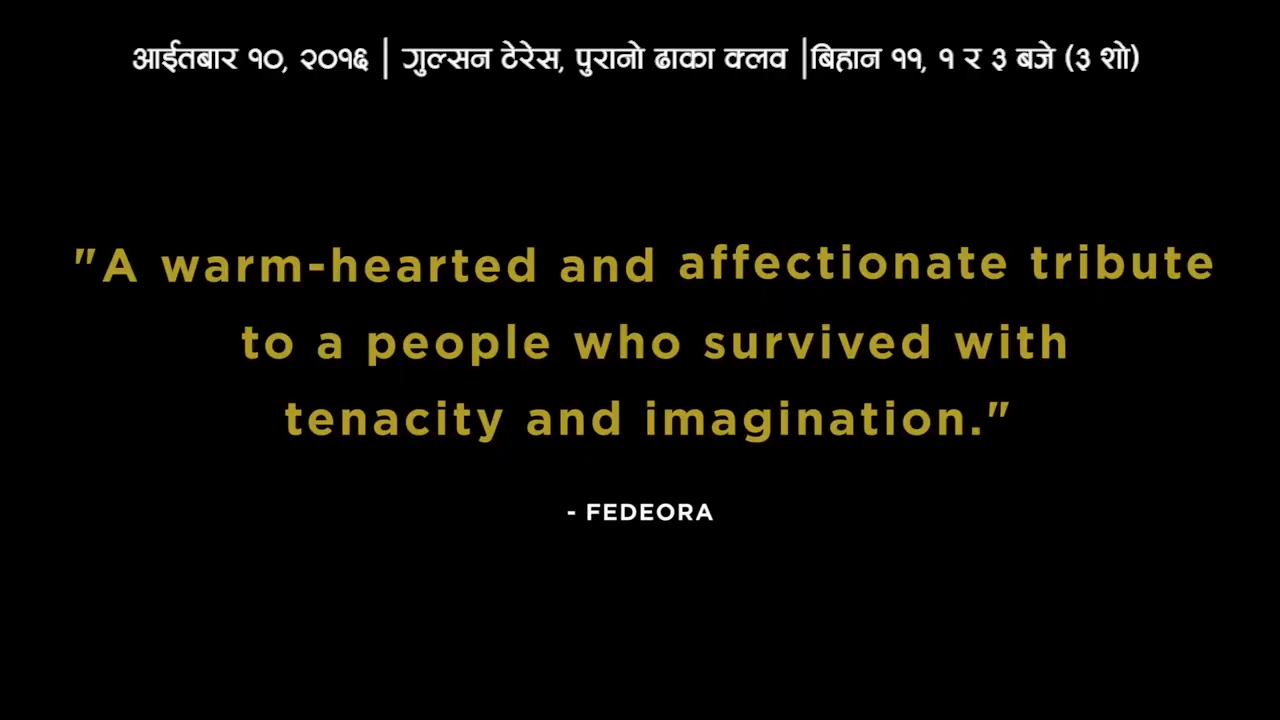 आईतबार १०, २०१६ | गुल्सन टेरेस, पुरानो ढाका क्लव |बिहान ११, १ र ३ बजे (३ शो)
"A warm-hearted and affectionate tribute
to a people who survived with
tenacity and imagination."
- FEDEORA